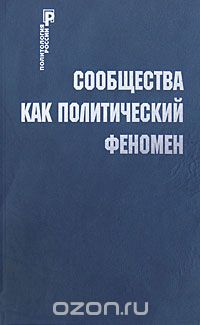 ПОЛИТОЛОГИЯ
РОССИИ
СООБЩЕСТВА
КАК ПОЛИТИЧЕСКИЙ
ФЕНОМЕН
OZON.RU